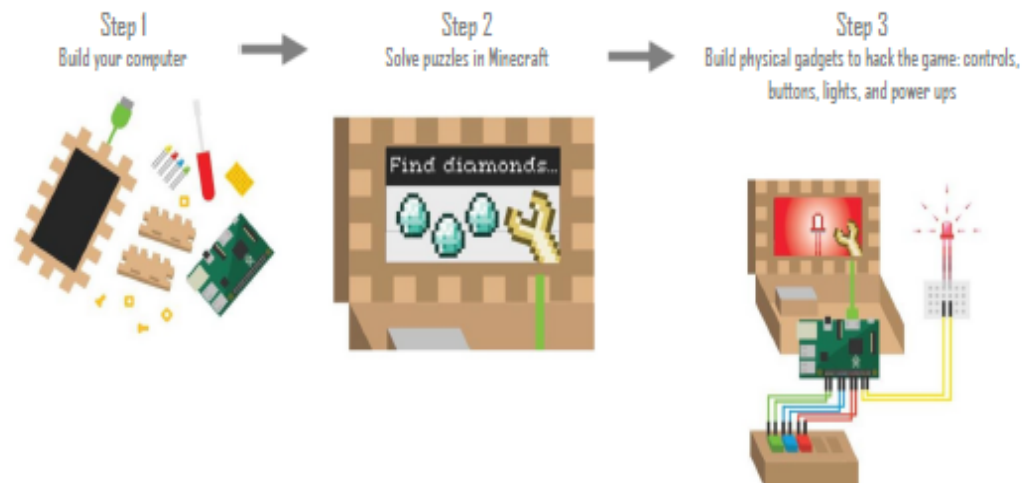 Step 1
Build your computer
Step 2
Solve puzzles in Minecraft
Step 3
Build physical gadgets to hack the game: controls,
buttons, lights, and power ups
Find diamonds...